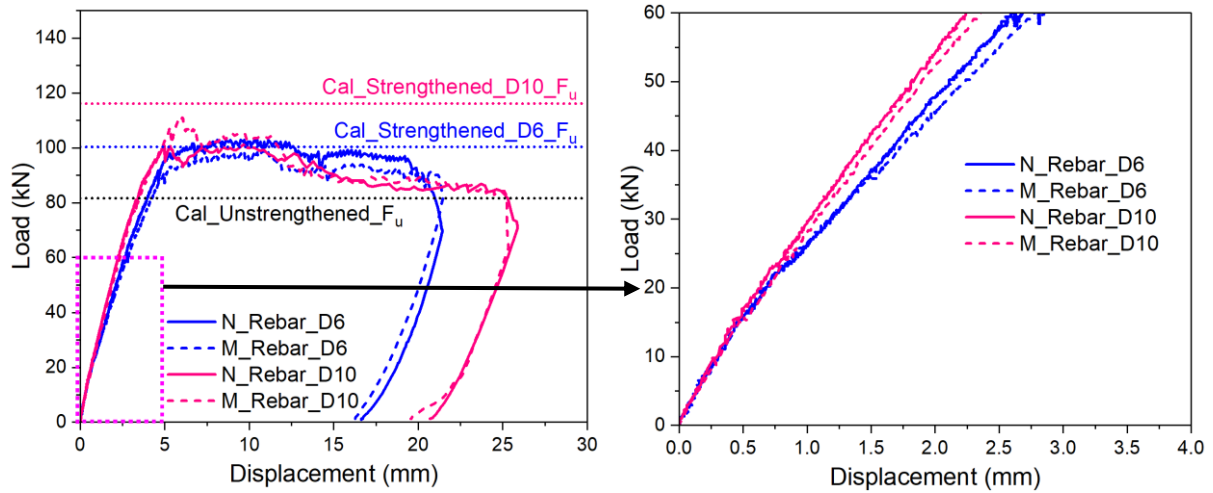 Load (kN)
140
120
100
80
60
40
20
0
Cal_Strengthened_D10_Fu
Cal_Strengthened_D6_Fu
Cal_Unstrengthened_Fu
N_Rebar_D6
M_Rebar_D6
N_Rebar_D10
M_Rebar_D10
0 5 10 15 20 25 30
Displacement (mm)
Load (kN)
60
50
40
30
20
10
0
N_Rebar_D6
M_Rebar_D6
N_Rebar_D10
M_Rebar_D10
0.0 0.5 1.0 1.5 2.0 2.5 3.0 3.5 4.0
Displacement (mm)